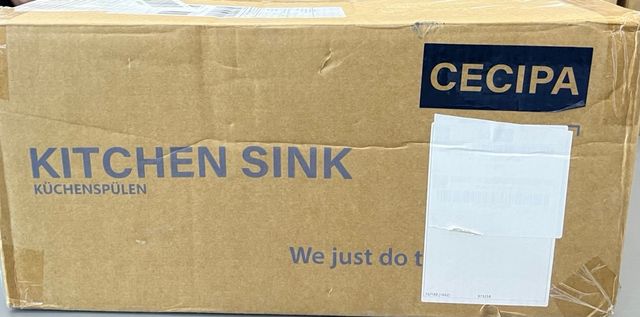 CECIPA
KITCHEN SINK
KÜCHENSPÜLEN
We just do t